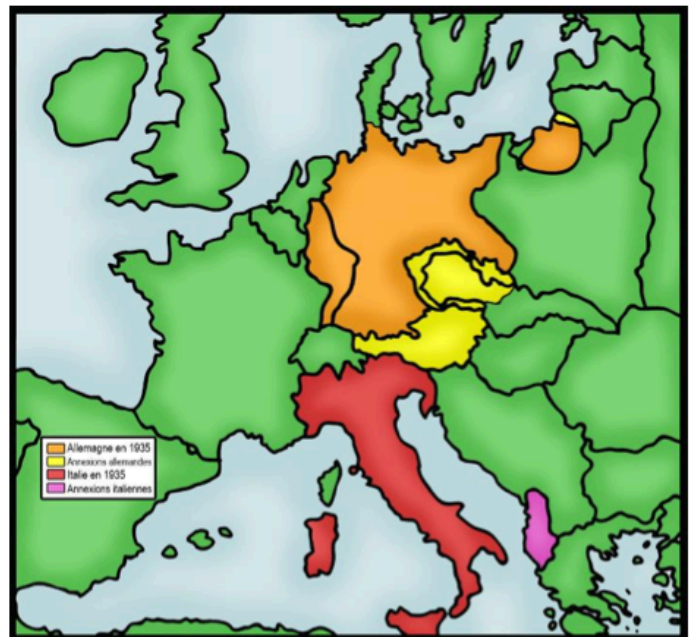 Allemagne en 1935
Annexions allemandes
Italie en 1935
Annexions italiennes